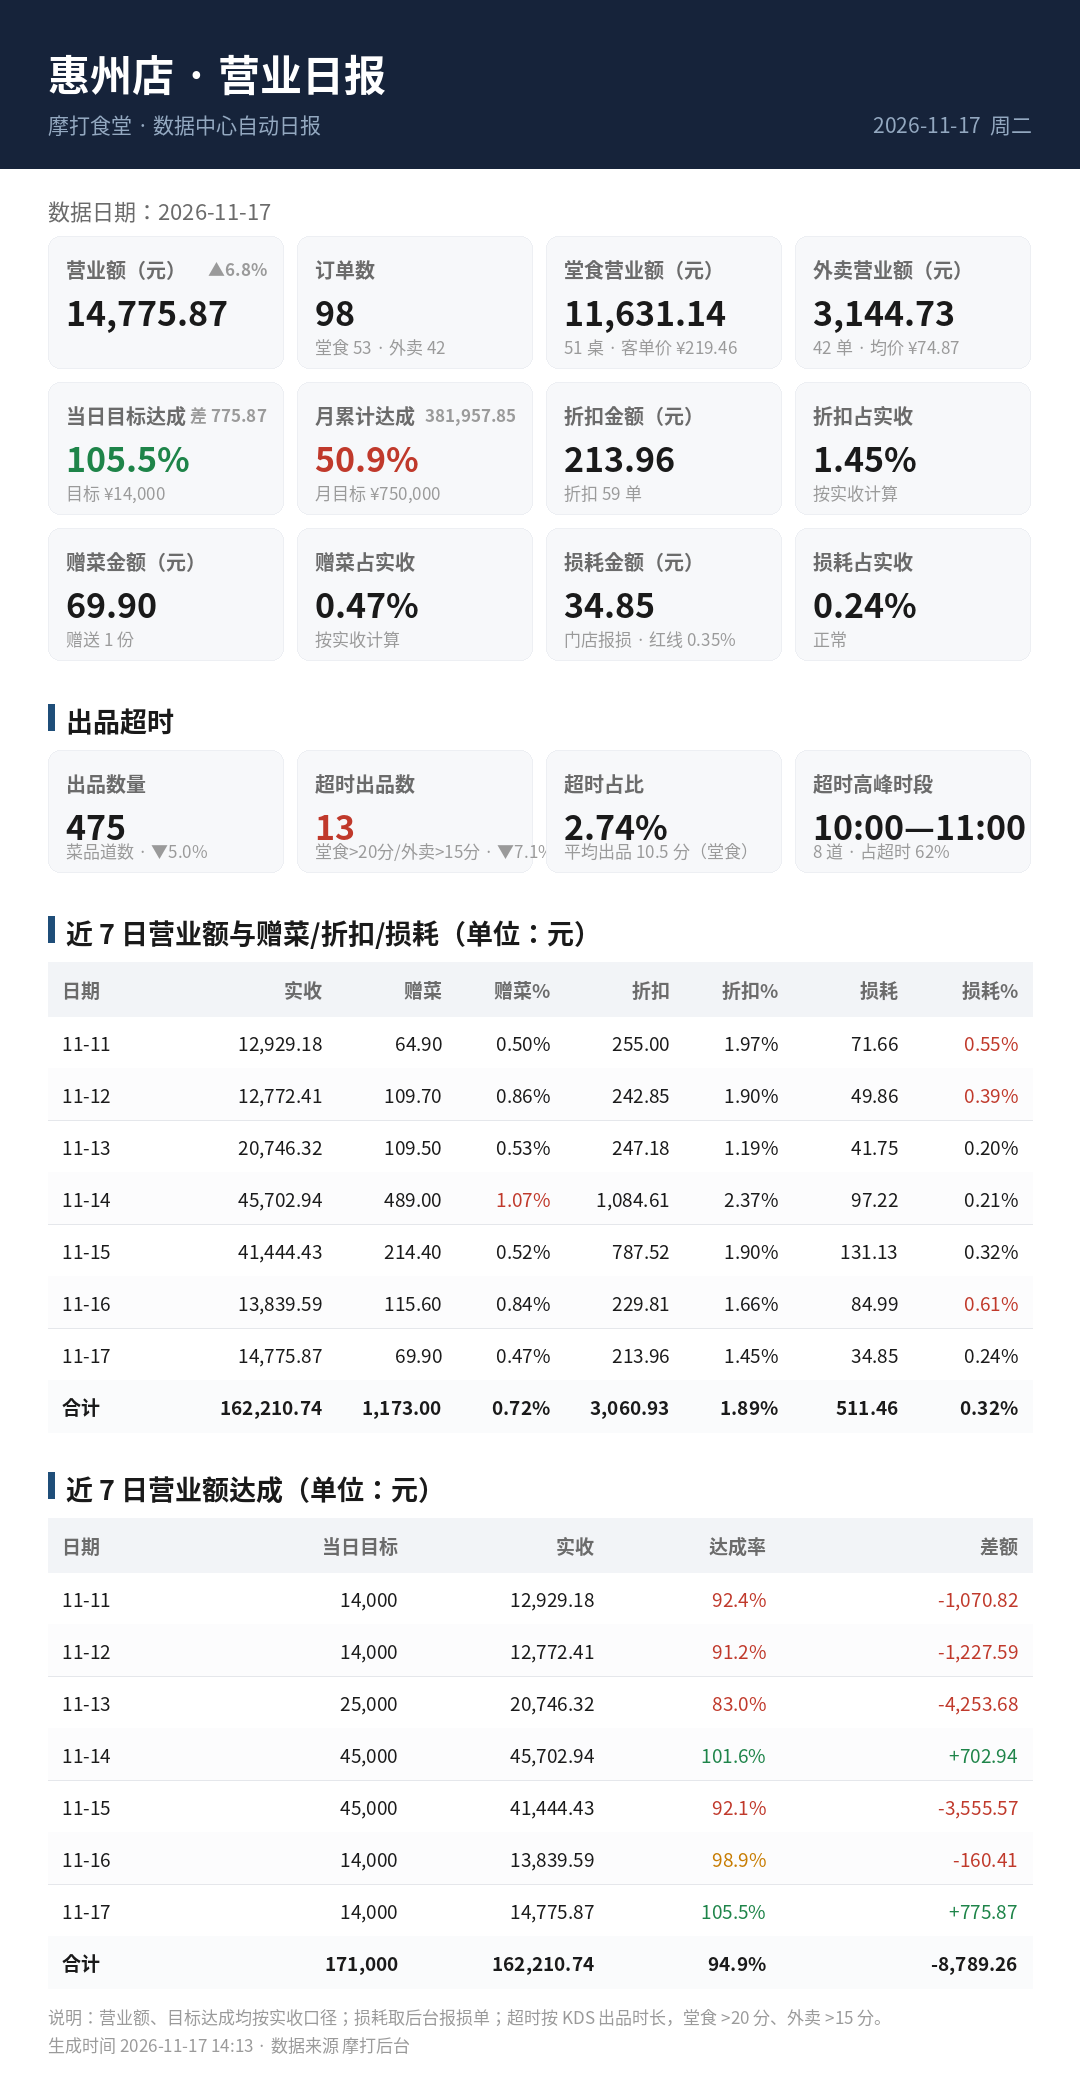 惠州店 · 营业日报
摩打食堂 · 数据中心自动日报
2026-11-17 周二
数据日期：2026-11-17
营业额（元） ▲6.8%
14,775.87
订单数
98
堂食 53 · 外卖 42
堂食营业额（元）
11,631.14
51 桌 · 客单价 ¥219.46
外卖营业额（元）
3,144.73
42 单 · 均价 ¥74.87
当日目标达成 差 775.87
105.5%
目标 ¥14,000
月累计达成 381,957.85
50.9%
月目标 ¥750,000
折扣金额（元）
213.96
折扣 59 单
折扣占实收
1.45%
按实收计算
赠菜金额（元）
69.90
赠送 1 份
赠菜占实收
0.47%
按实收计算
损耗金额（元）
34.85
门店报损 · 红线 0.35%
损耗占实收
0.24%
正常
出品超时
出品数量
475
菜品道数 · ▼5.0%
超时出品数
13
堂食>20分/外卖>15分 · ▼7.1%
超时占比
2.74%
平均出品 10.5 分（堂食）
超时高峰时段
10:00—11:00
8 道 · 占超时 62%
近 7 日营业额与赠菜/折扣/损耗（单位：元）
日期 实收 赠菜 赠菜% 折扣 折扣% 损耗 损耗%
11-11 12,929.18 64.90 0.50% 255.00 1.97% 71.66 0.55%
11-12 12,772.41 109.70 0.86% 242.85 1.90% 49.86 0.39%
11-13 20,746.32 109.50 0.53% 247.18 1.19% 41.75 0.20%
11-14 45,702.94 489.00 1.07% 1,084.61 2.37% 97.22 0.21%
11-15 41,444.43 214.40 0.52% 787.52 1.90% 131.13 0.32%
11-16 13,839.59 115.60 0.84% 229.81 1.66% 84.99 0.61%
11-17 14,775.87 69.90 0.47% 213.96 1.45% 34.85 0.24%
合计 162,210.74 1,173.00 0.72% 3,060.93 1.89% 511.46 0.32%
近 7 日营业额达成（单位：元）
日期 当日目标 实收 达成率 差额
11-11 14,000 12,929.18 92.4% -1,070.82
11-12 14,000 12,772.41 91.2% -1,227.59
11-13 25,000 20,746.32 83.0% -4,253.68
11-14 45,000 45,702.94 101.6% +702.94
11-15 45,000 41,444.43 92.1% -3,555.57
11-16 14,000 13,839.59 98.9% -160.41
11-17 14,000 14,775.87 105.5% +775.87
合计 171,000 162,210.74 94.9% -8,789.26
说明：营业额、目标达成均按实收口径；损耗取后台报损单；超时按 KDS 出品时长，堂食 >20 分、外卖 >15 分。
生成时间 2026-11-17 14:13 · 数据来源 摩打后台